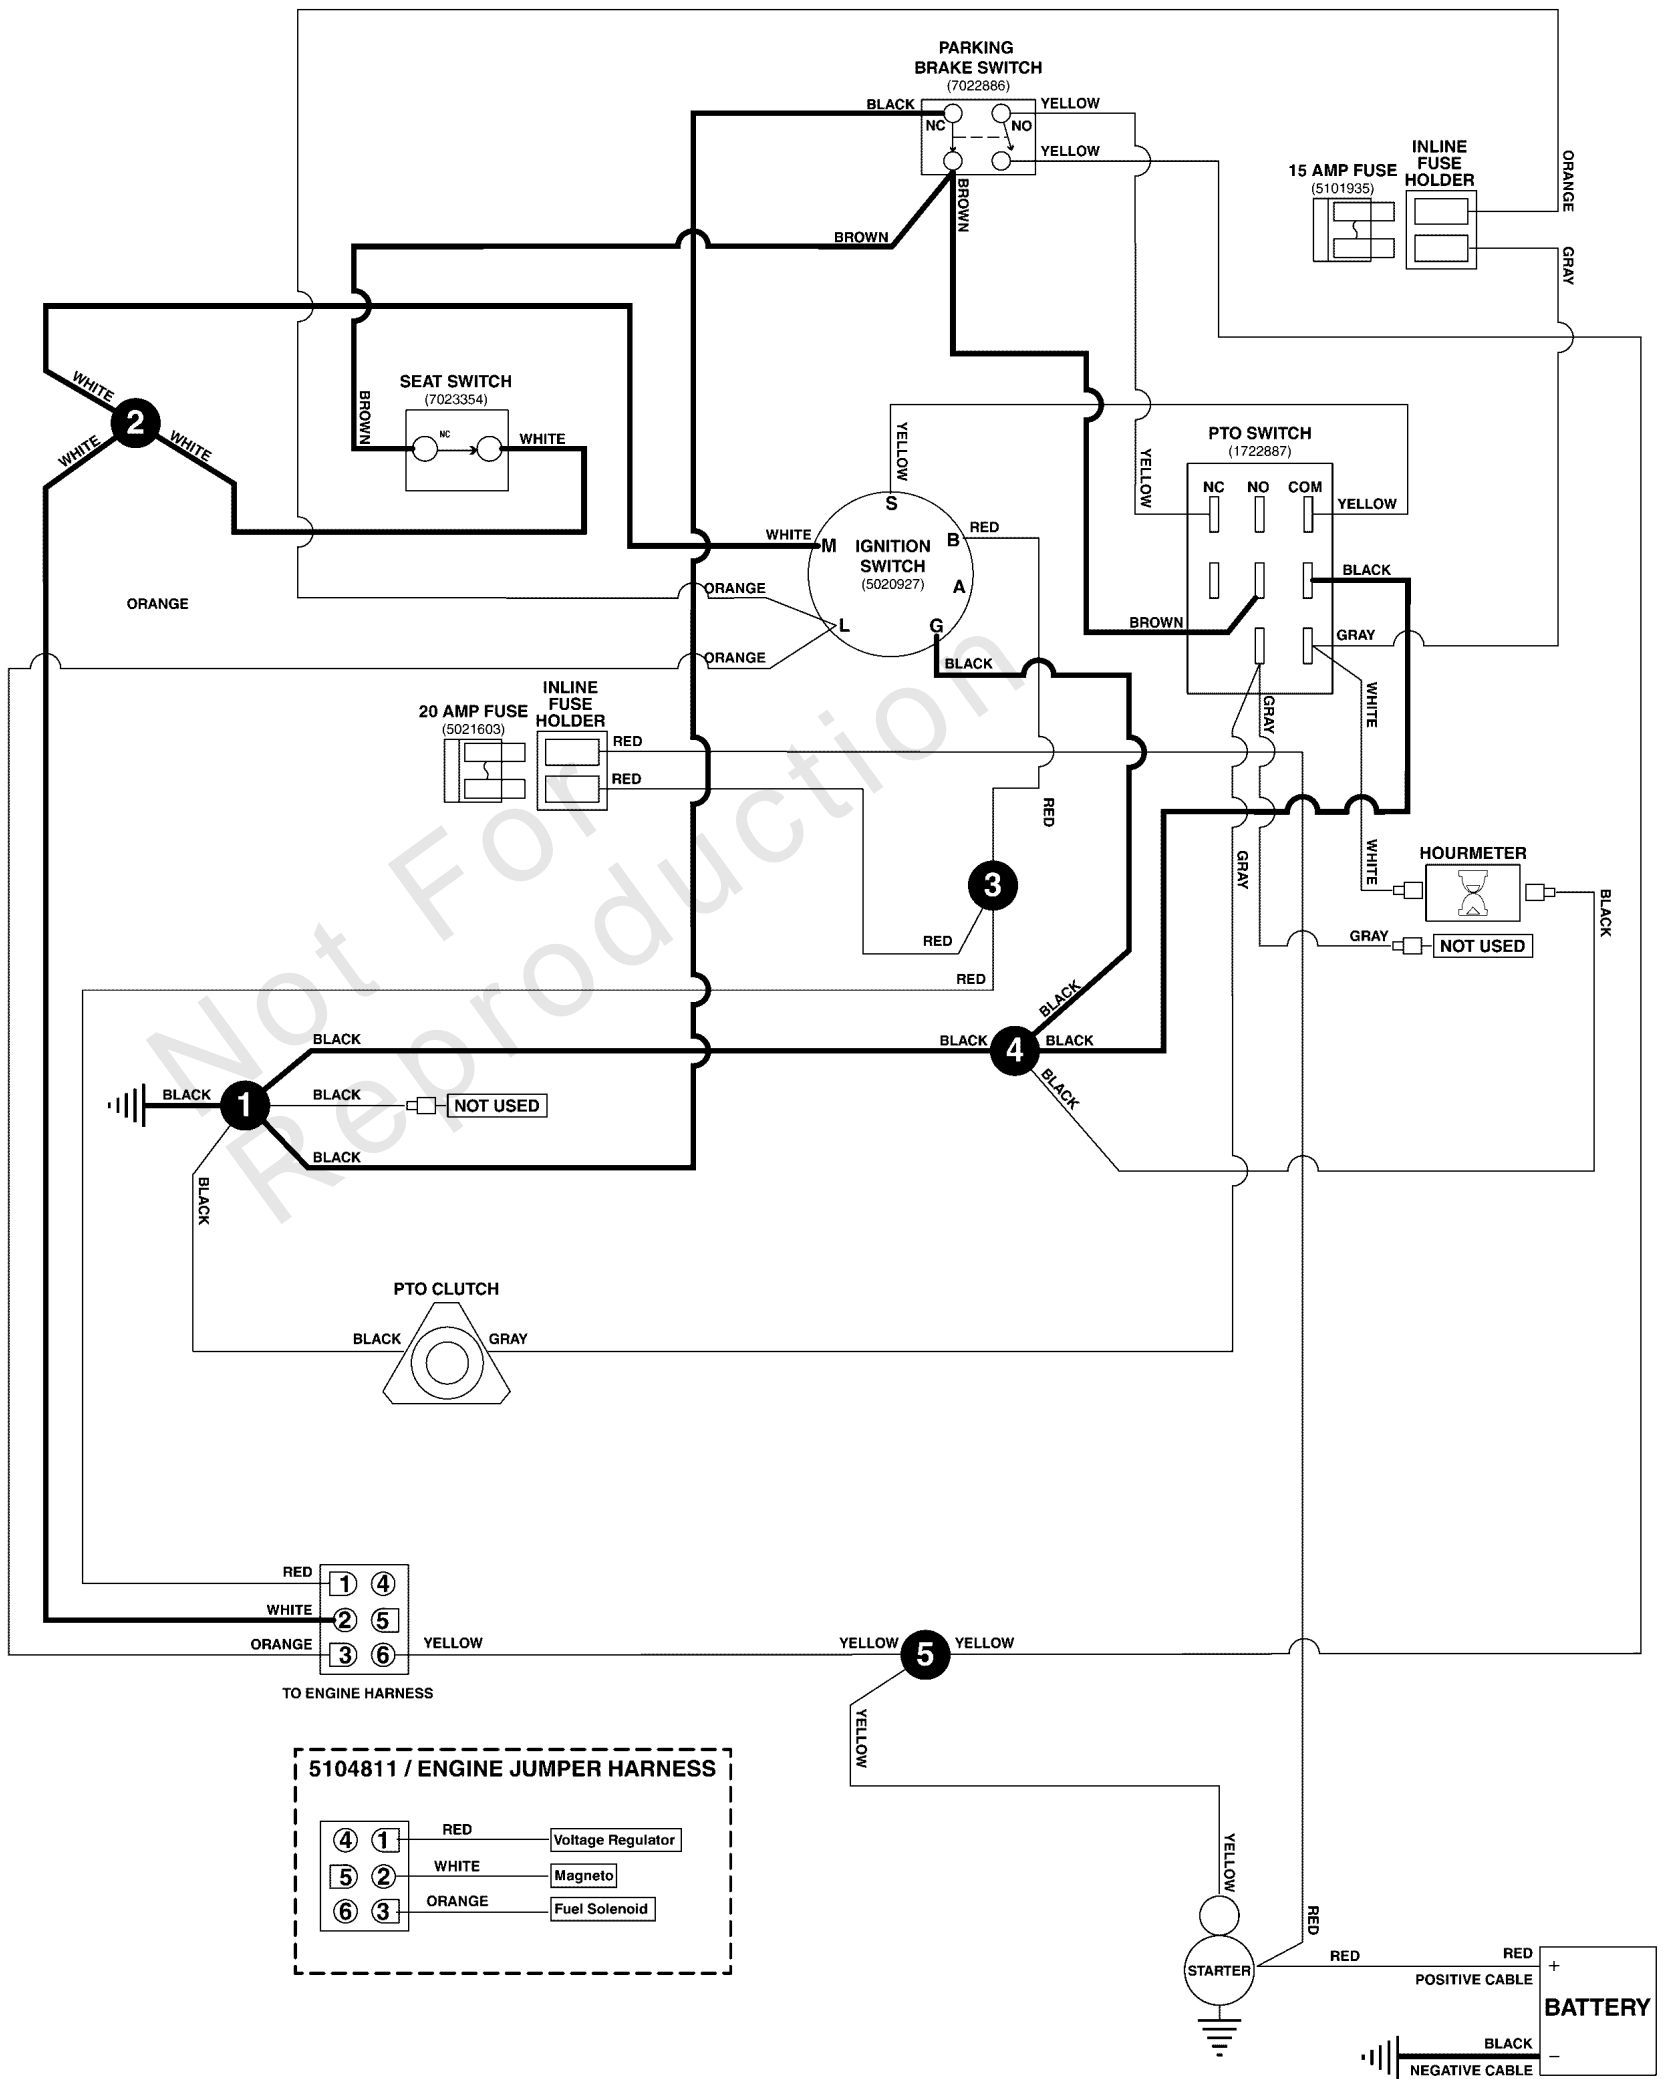 PARKING
BRAKE SWITCH
(7022886)
BLACK
YELLOW
NC
NO
YELLOW
BROWN
BROWN
15 AMP FUSE
(5101935)
INLINE
FUSE
HOLDER
ORANGE
GRAY
WHITE
2
WHITE
WHITE
BROWN
SEAT SWITCH
(7023354)
NC
WHITE
YELLOW
YELLOW
PTO SWITCH
(1722887)
NC
NO
COM
YELLOW
BLACK
BROWN
GRAY
WHITE
GRAY
S
RED
WHITE
M
IGNITION
SWITCH
(5020927)
B
A
ORANGE
L
G
ORANGE
BLACK
ORANGE
20 AMP FUSE
(5021603)
INLINE
FUSE
HOLDER
RED
RED
RED
3
RED
RED
GRAY
WHITE
HOURMETER
BLACK
GRAY
NOT USED
Not For
Reproduction
BLACK
BLACK
BLACK
4
BLACK
BLACK
BLACK
1
BLACK
NOT USED
BLACK
BLACK
PTO CLUTCH
BLACK
GRAY
RED
1
4
WHITE
2
5
ORANGE
3
6
YELLOW
TO ENGINE HARNESS
YELLOW
5
YELLOW
YELLOW
5104811 / ENGINE JUMPER HARNESS
4
1
RED
Voltage Regulator
5
2
WHITE
Magneto
6
3
ORANGE
Fuel Solenoid
YELLOW
RED
STARTER
RED
RED
+
POSITIVE CABLE
BATTERY
BLACK
–
NEGATIVE CABLE